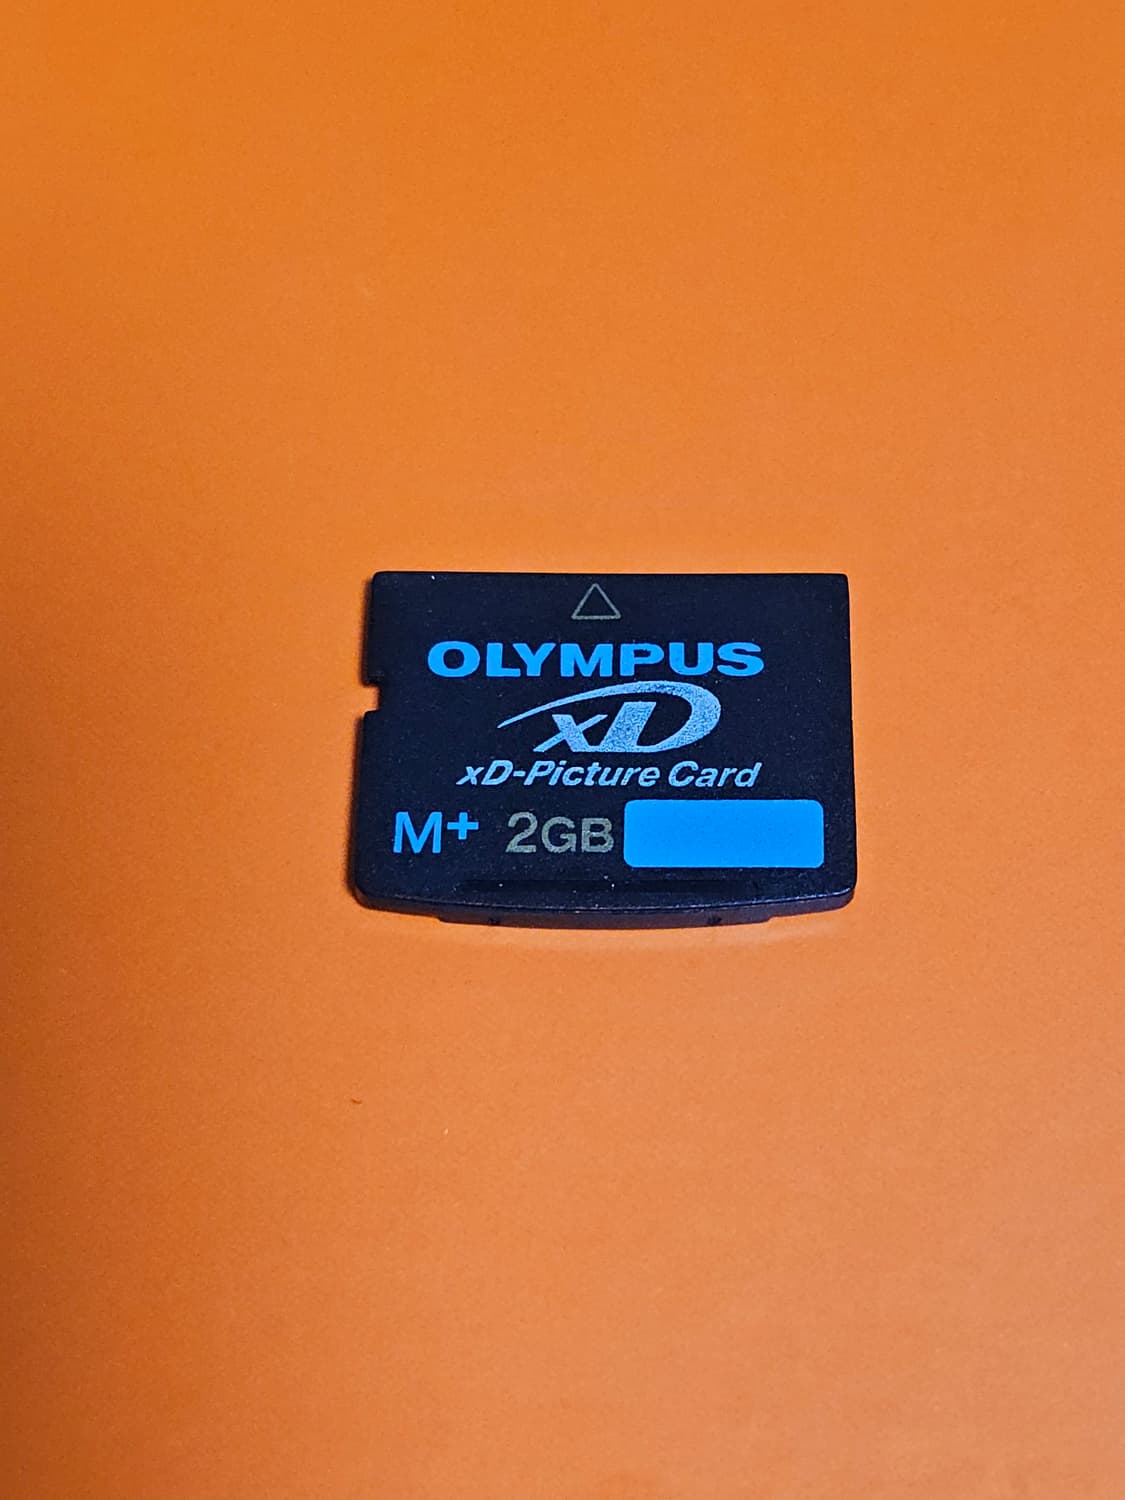 OLYMPUS
xD
xD-Picture Card
M+ 2GB